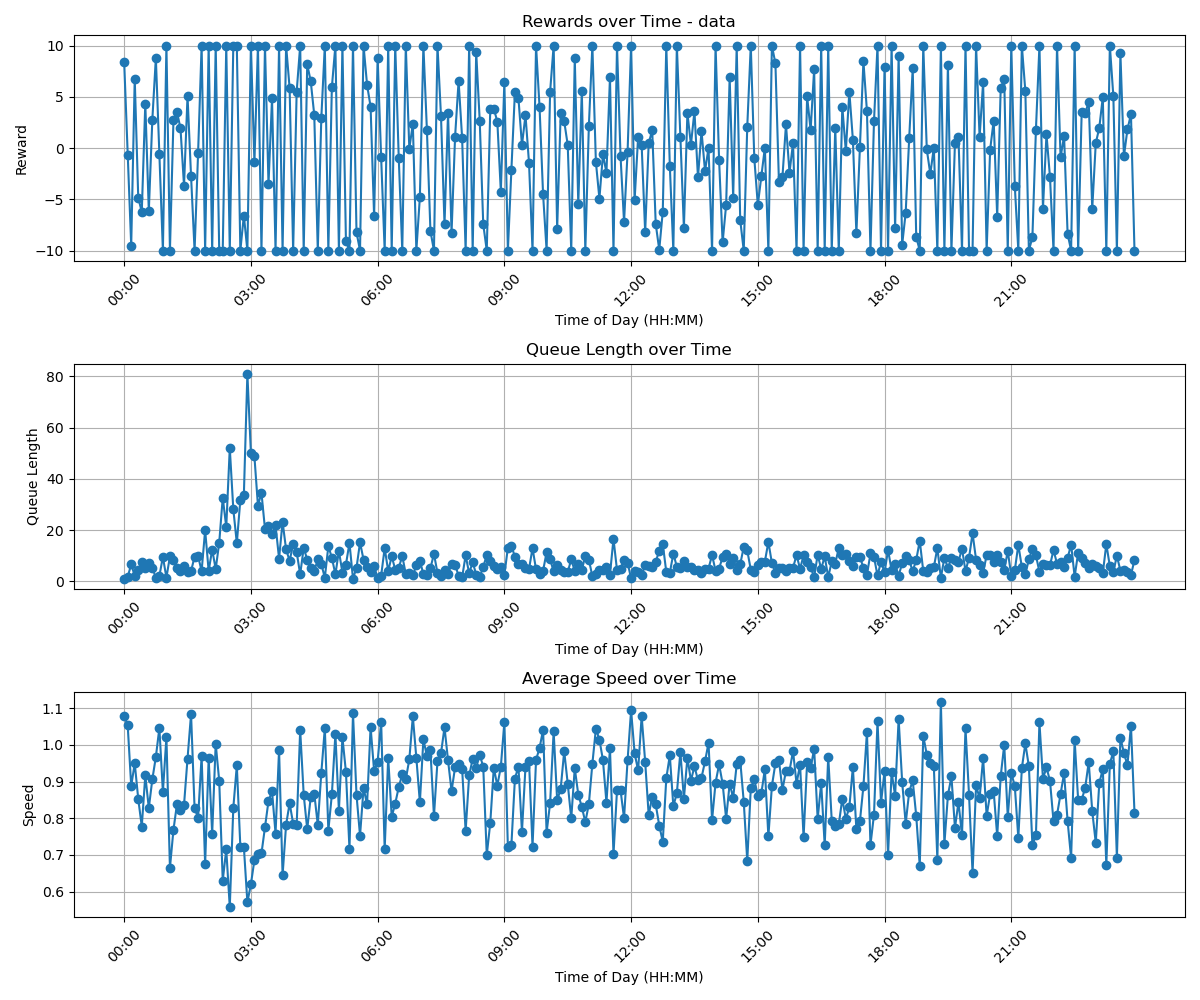 Rewards over Time - data
10
5
0
−5
−10
Reward
00:00 03:00 06:00 09:00 12:00 15:00 18:00 21:00
Time of Day (HH:MM)
Queue Length over Time
80
60
40
20
0
Queue Length
00:00 03:00 06:00 09:00 12:00 15:00 18:00 21:00
Time of Day (HH:MM)
Average Speed over Time
1.1
1.0
0.9
0.8
0.7
0.6
Speed
00:00 03:00 06:00 09:00 12:00 15:00 18:00 21:00
Time of Day (HH:MM)